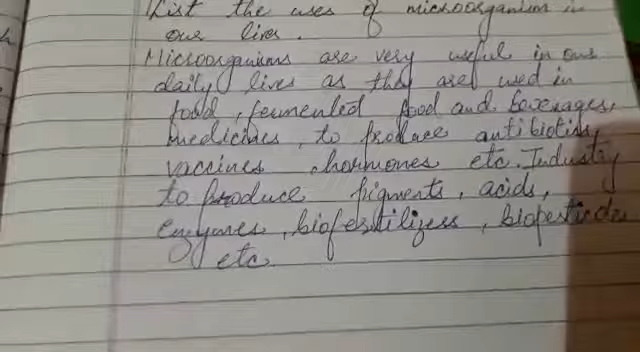 List the uses of microorganism in
our lives.
Microorganisms are very useful in our
daily lives as they are used in
food, fermented food and beverages,
medicines, to produce antibiotics,
vaccines, hormones etc. Industry
to produce pigments, acids,
enzymes, biofertilizers, biopesticides
etc.